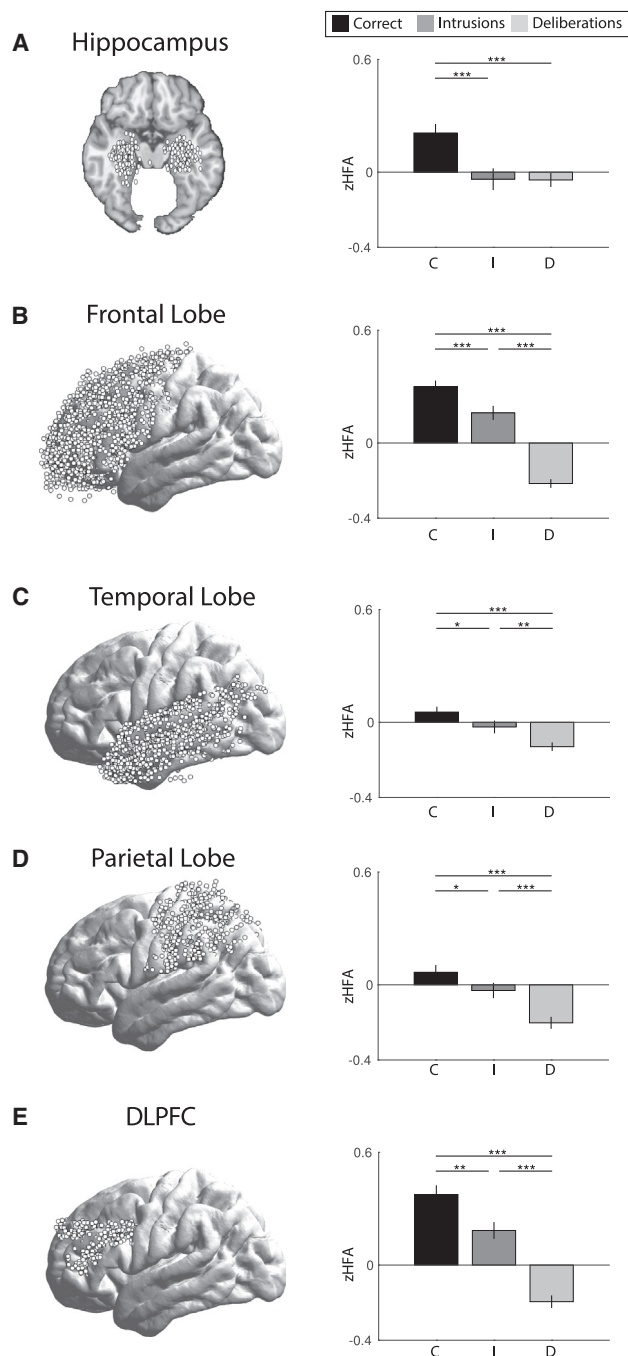 Correct Intrusions Deliberations
A Hippocampus
0.6
***
***
zHFA
0
-0.4
C I D
B Frontal Lobe
0.6
***
*** ***
zHFA
0
-0.4
C I D
C Temporal Lobe
0.6
***
* **
zHFA
0
-0.4
C I D
D Parietal Lobe
0.6
***
* ***
zHFA
0
-0.4
C I D
E DLPFC
0.6
***
** ***
zHFA
0
-0.4
C I D